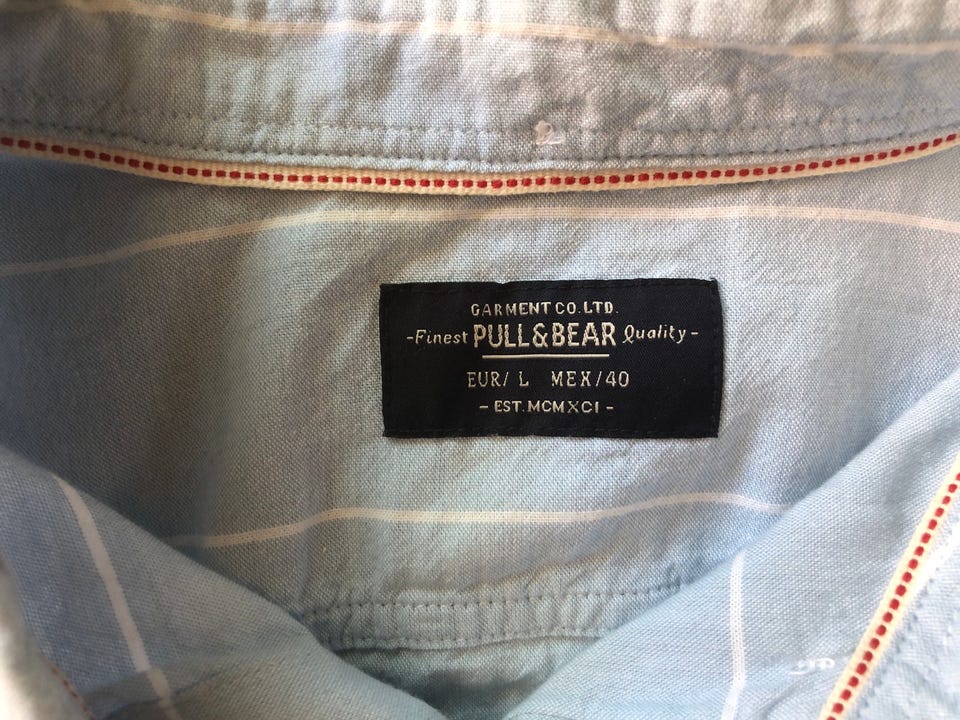 GARMENT CO. LTD.
-Finest PULL&BEAR Quality-
EUR/ L MEX/40
- EST. MCMXCI -